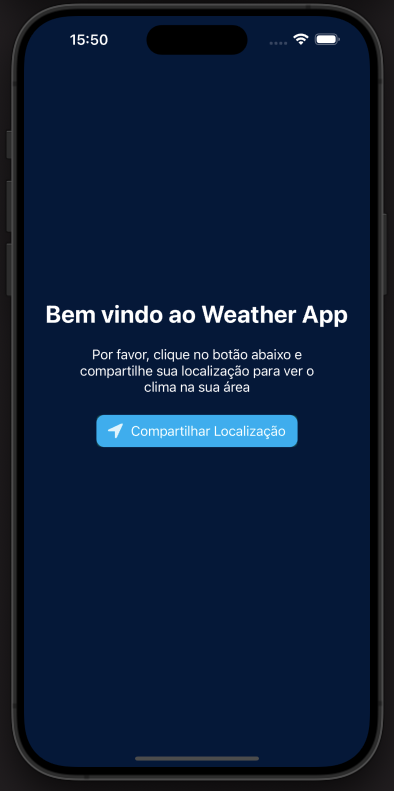 15:50
Bem vindo ao Weather App
Por favor, clique no botão abaixo e
compartilhe sua localização para ver o
clima na sua área
Compartilhar Localização